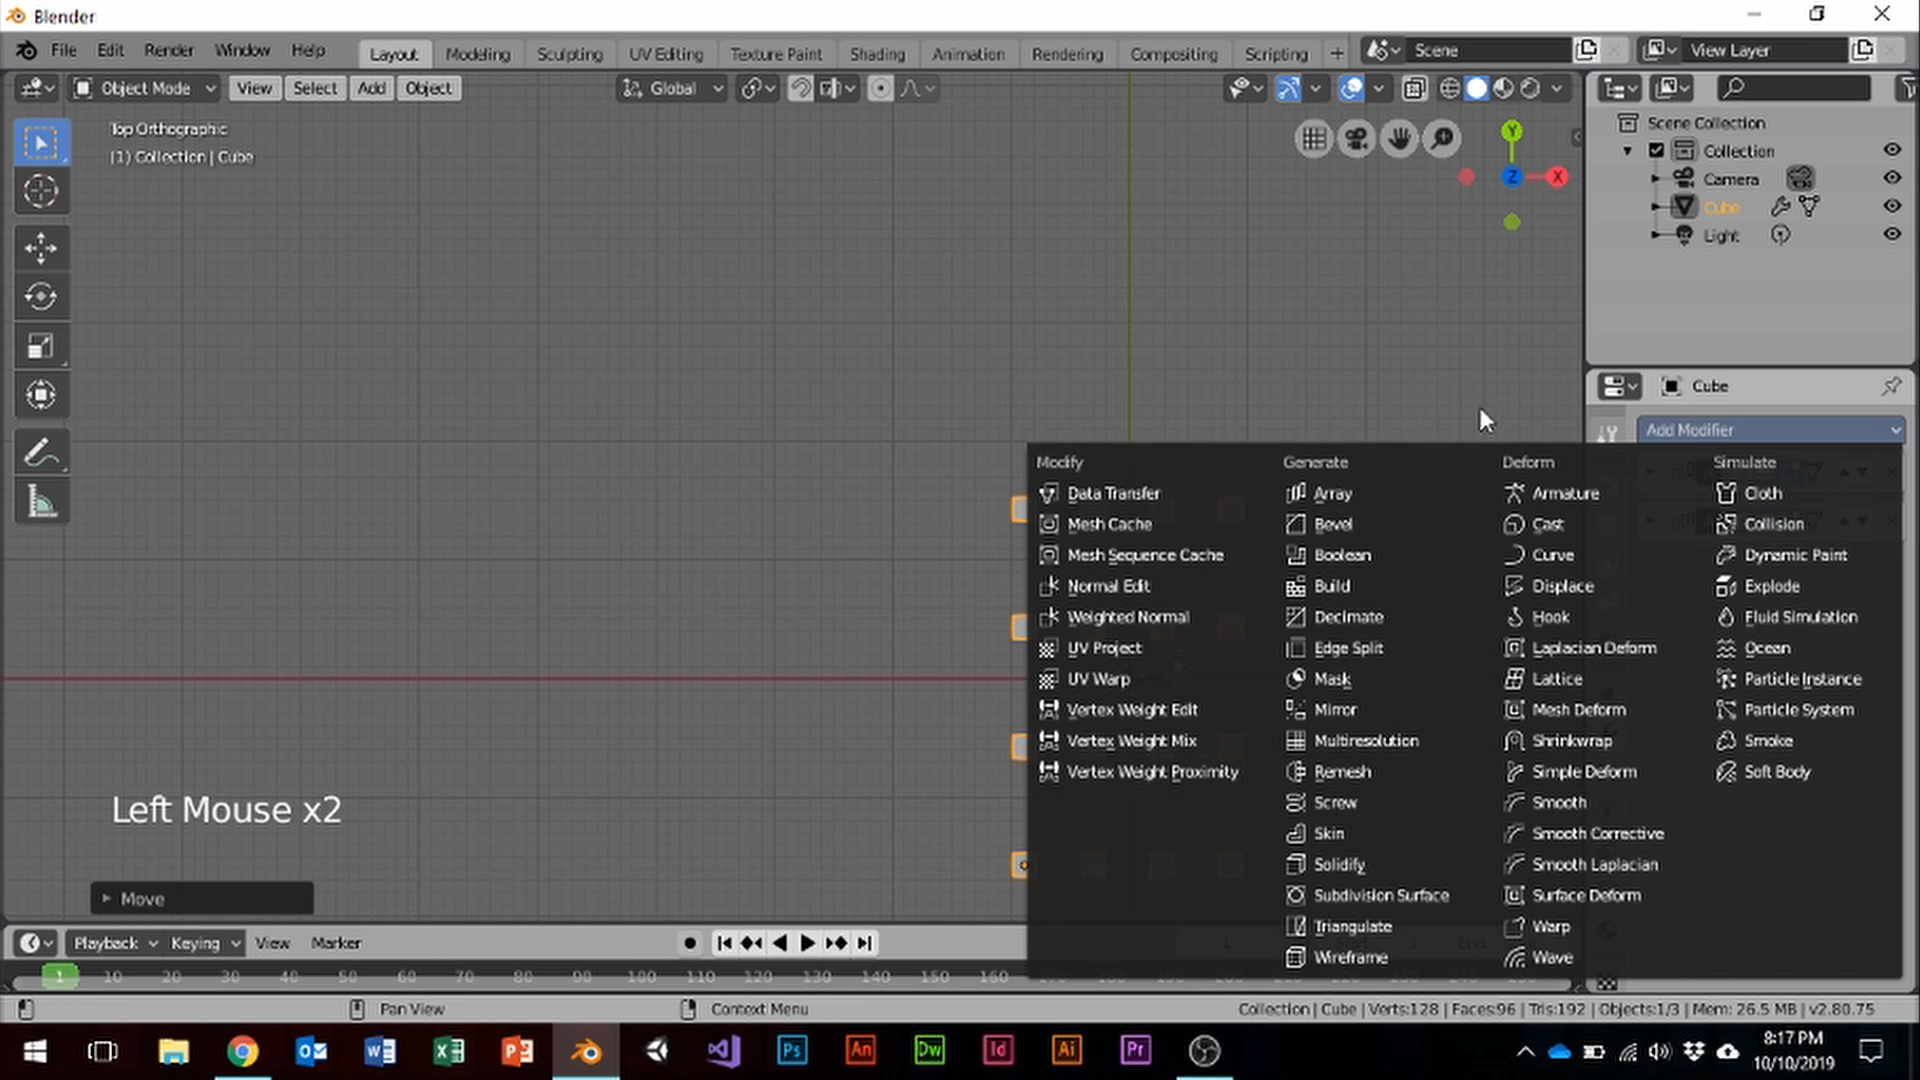 Blender
File Edit Render Window Help Layout Modeling Sculpting UV Editing Texture Paint Shading Animation Rendering Compositing Scripting + Scene View Layer
Object Mode View Select Add Object Global
Top Orthographic
(1) Collection | Cube
Y
Z
X
Scene Collection
Collection
Camera
Cube
Light
Cube
Add Modifier
Modify
Data Transfer
Mesh Cache
Mesh Sequence Cache
Normal Edit
Weighted Normal
UV Project
UV Warp
Vertex Weight Edit
Vertex Weight Mix
Vertex Weight Proximity
Generate
Array
Bevel
Boolean
Build
Decimate
Edge Split
Mask
Mirror
Multiresolution
Remesh
Screw
Skin
Solidify
Subdivision Surface
Triangulate
Wireframe
Deform
Armature
Cast
Curve
Displace
Hook
Laplacian Deform
Lattice
Mesh Deform
Shrinkwrap
Simple Deform
Smooth
Smooth Corrective
Smooth Laplacian
Surface Deform
Warp
Wave
Simulate
Cloth
Collision
Dynamic Paint
Explode
Fluid Simulation
Ocean
Particle Instance
Particle System
Smoke
Soft Body
Left Mouse x2
Move
Playback Keying View Marker
1 10 20 30 40 50 60 70 80 90 100 110 120 130 140 150 160
Pan View Context Menu Collection | Cube | Verts:128 | Faces:96 | Tris:192 | Objects:1/3 | Mem: 26.5 MB | v2.80.75
Ps An Dw Id Ai Pr
8:17 PM
10/10/2019